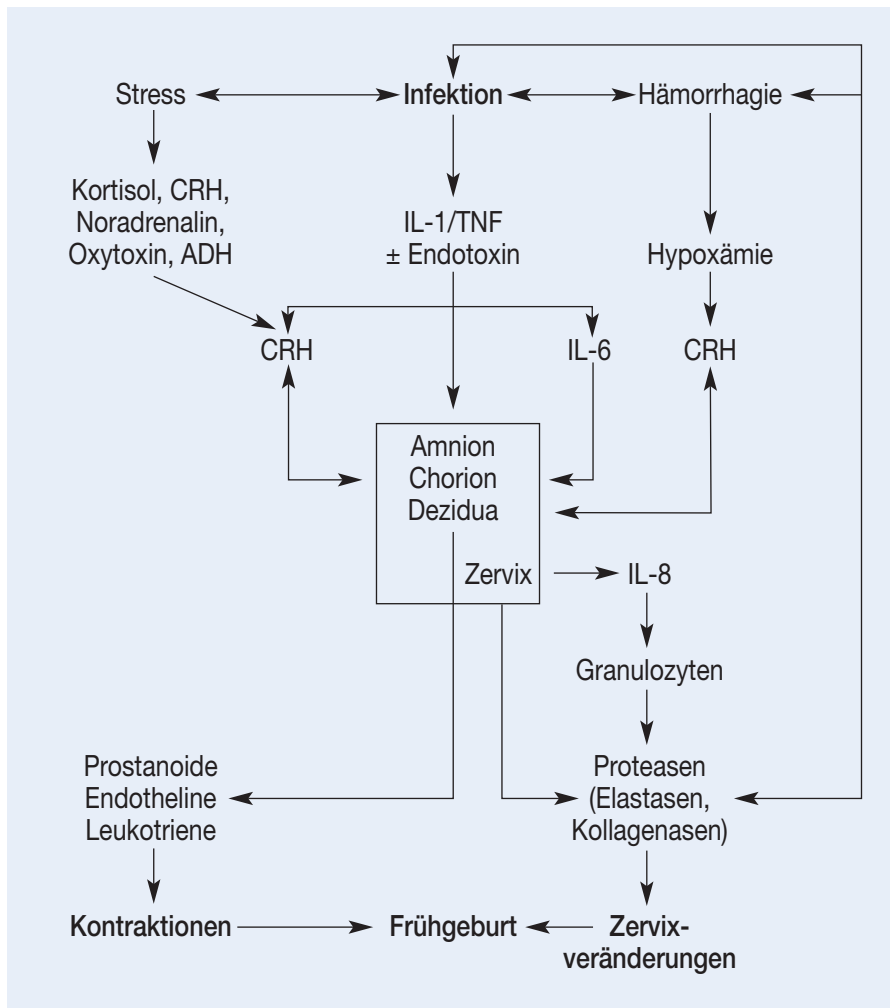 Stress
Infektion
Hämorrhagie
Kortisol, CRH,
Noradrenalin,
Oxytoxin, ADH
IL-1/TNF
± Endotoxin
Hypoxämie
CRH
IL-6
CRH
Amnion
Chorion
Dezidua
Zervix
IL-8
Granulozyten
Prostanoide
Endotheline
Leukotriene
Proteasen
(Elastasen,
Kollagenasen)
Kontraktionen
Frühgeburt
Zervix-
veränderungen